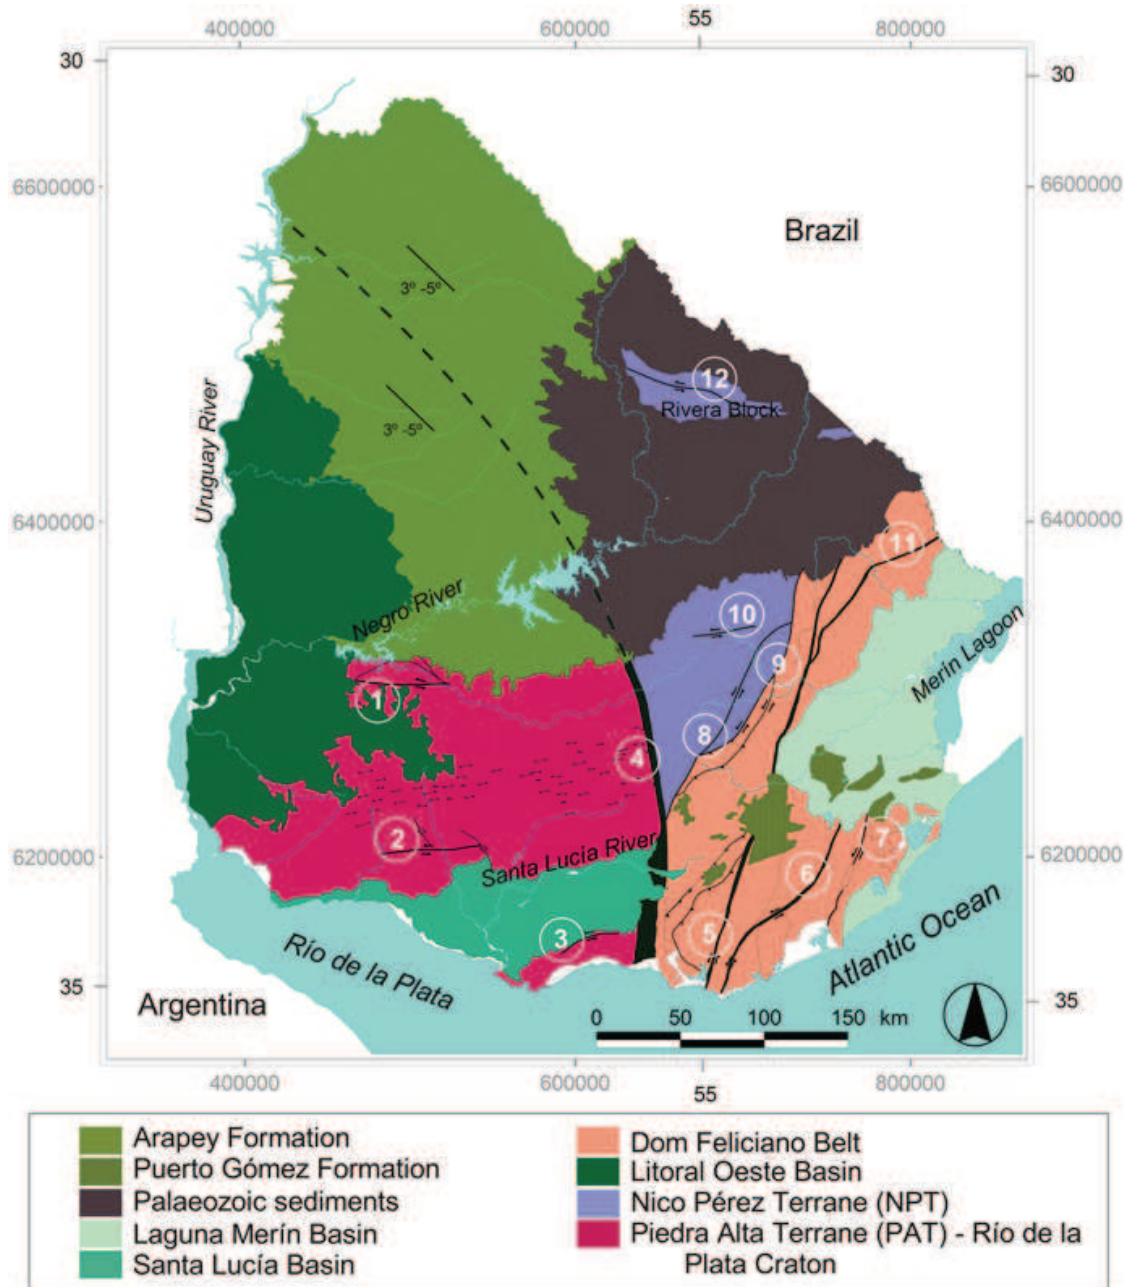 55
400000 600000 800000
30 30
6600000 6600000
Brazil
3º -5º
12
Rivera Block
3º -5º
Uruguay River
6400000 6400000
11
Negro River
10
Merín Lagoon
9
1
8
4
2
Santa Lucía River
7
6200000 6200000
6
3
5
Río de la Plata
Atlantic Ocean
35 35
Argentina
0 50 100 150 km
400000 600000 800000
55
Arapey Formation
Puerto Gómez Formation
Palaeozoic sediments
Laguna Merín Basin
Santa Lucía Basin
Dom Feliciano Belt
Litoral Oeste Basin
Nico Pérez Terrane (NPT)
Piedra Alta Terrane (PAT) - Río de la
Plata Craton